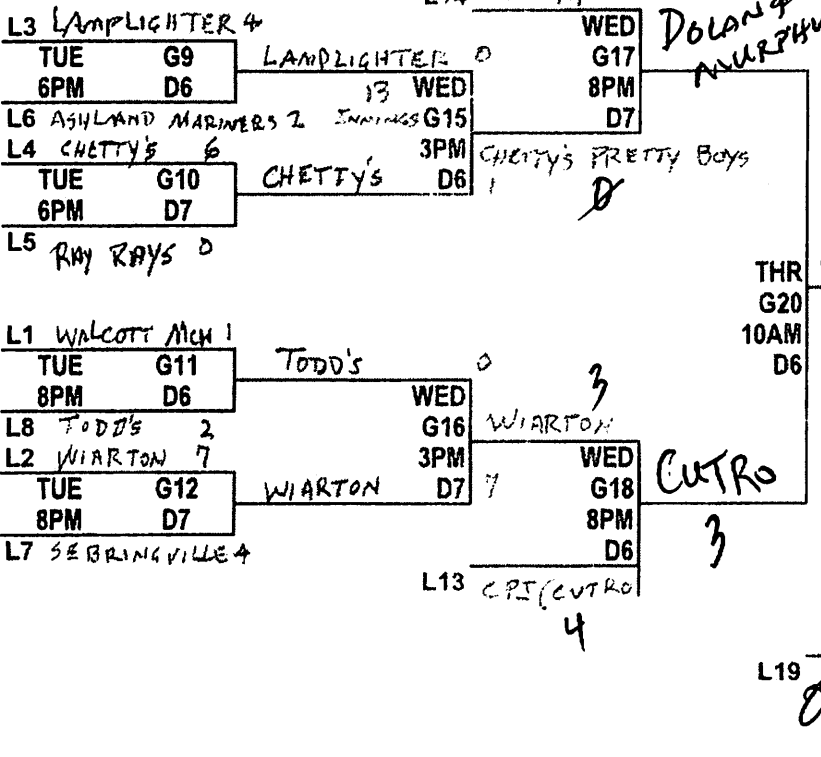 WED
G17
8PM
D7
DOLAN &
L3 LAMPLIGHTER 4
TUE G9
6PM D6
LAMPLIGHTER 0
13
INNINGS
WED
G15
3PM
D6
L6 ASHLAND MARINERS 2
L4 CHETTY'S 6
TUE G10
6PM D7
CHETTY'S 1
L5 RAY RAYS 0
CHETTY'S PRETTY BOYS
0
THR
G20
10AM
D6
L1 WALCOTT MCH 1
TUE G11
8PM D6
TODD'S 0
L8 TODD'S 2
L2 WIARTON 7
TUE G12
8PM D7
WIARTON 7
L7 SEBRINGVILLE 4
WED
G16
3PM
D7
3
WIARTON
WED
G18
8PM
D6
CUTRO
3
L13 CPI (CUTRO
4
L19